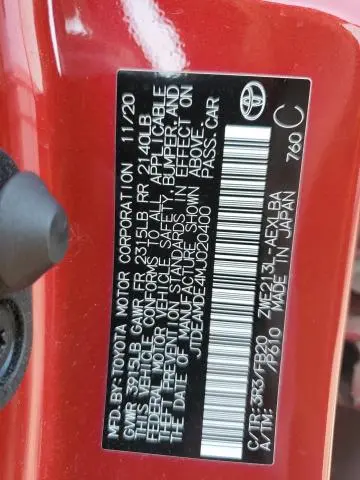 MFD.BY: TOYOTA MOTOR CORPORATION 11/20
GVWR 3915LB GAWR FR 2315LB RR 2140LB
THIS VEHICLE CONFORMS TO ALL APPLICABLE
FEDERAL MOTOR VEHICLE SAFETY, BUMPER, AND
THEFT PREVENTION STANDARDS IN EFFECT ON
THE DATE OF MANUFACTURE SHOWN ABOVE.
JTDEAMDE4MJ020400 PASS.CAR
ZWE213L-AEXLBA
C/TR: 3R3/FB20
A/TM: -/P610 MADE IN JAPAN 760 C